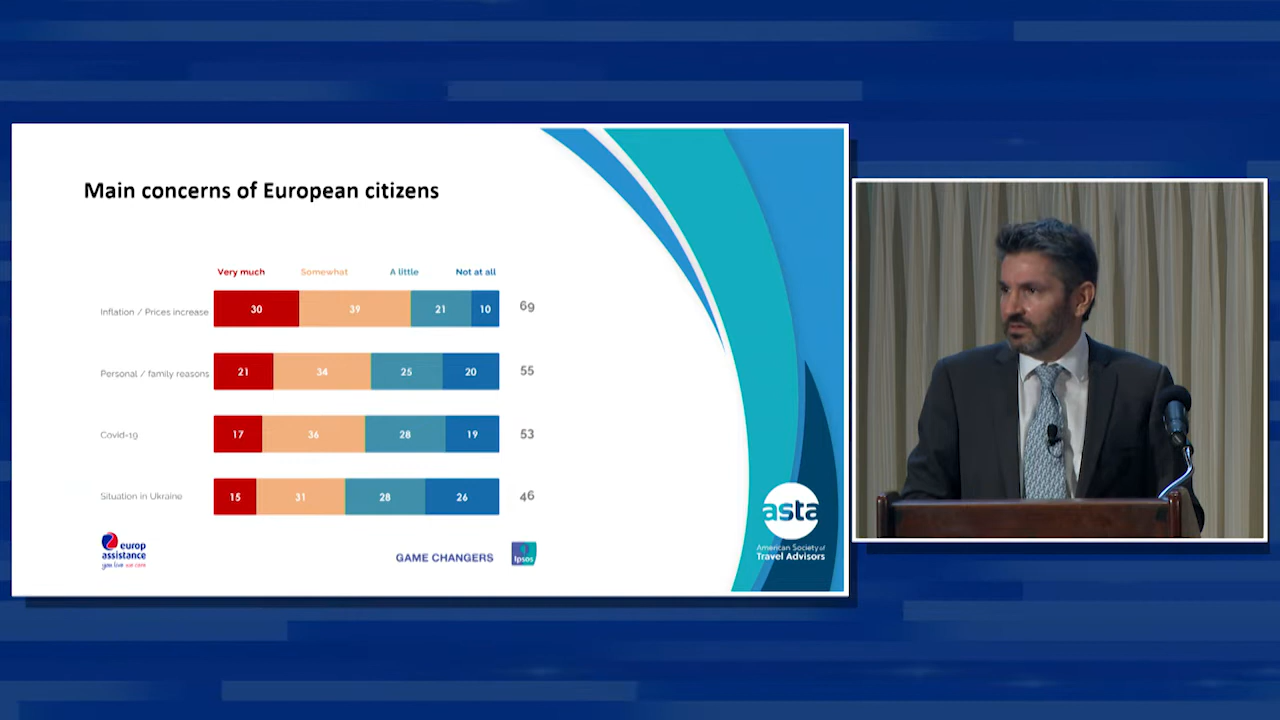 Main concerns of European citizens
Very much Somewhat A little Not at all
Inflation / Prices increase 30 39 21 10 69
Personal / family reasons 21 34 25 20 55
Covid-19 17 36 28 19 53
Situation in Ukraine 15 31 28 26 46
europ
assistance
you live we care
GAME CHANGERS
Ipsos
asta
American Society of
Travel Advisors